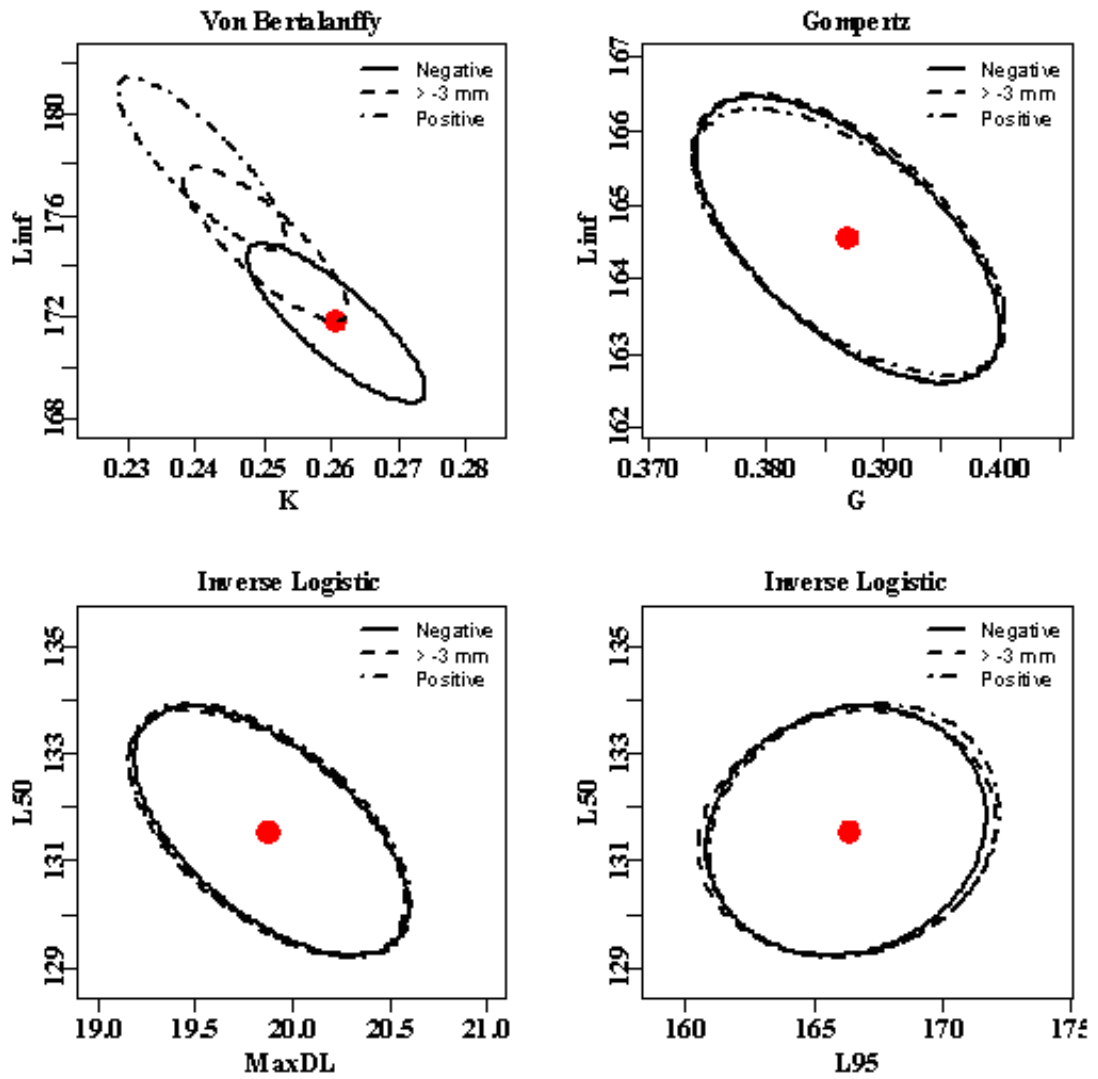 Von Bertalanffy
Negative
> -3 mm
Positive
Linf
180
176
172
168
0.23 0.24 0.25 0.26 0.27 0.28
K
Gompertz
Negative
> -3 mm
Positive
Linf
167
166
165
164
163
162
0.370 0.380 0.390 0.400
G
Inverse Logistic
Negative
> -3 mm
Positive
L50
135
133
131
129
19.0 19.5 20.0 20.5 21.0
MaxDL
Inverse Logistic
Negative
> -3 mm
Positive
L50
135
133
131
129
160 165 170 175
L95